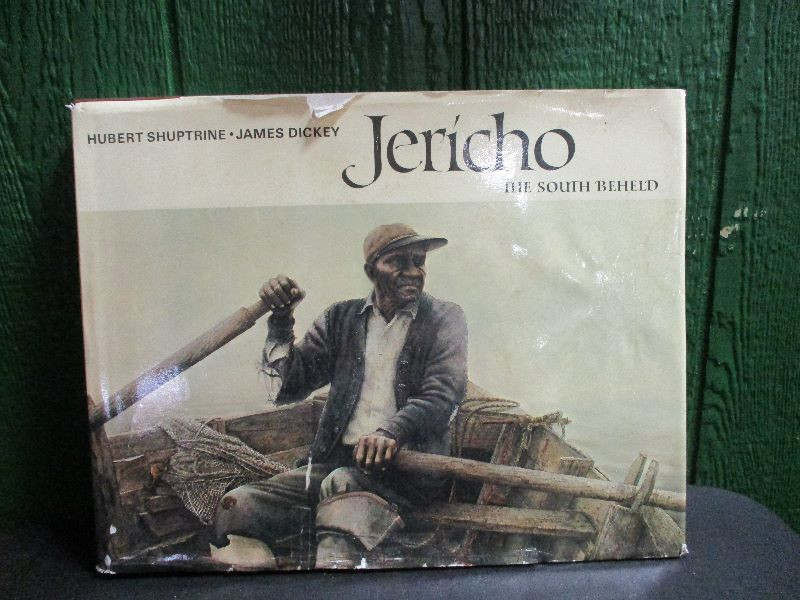 HUBERT SHUPTRINE • JAMES DICKEY
Jericho
THE SOUTH BEHELD